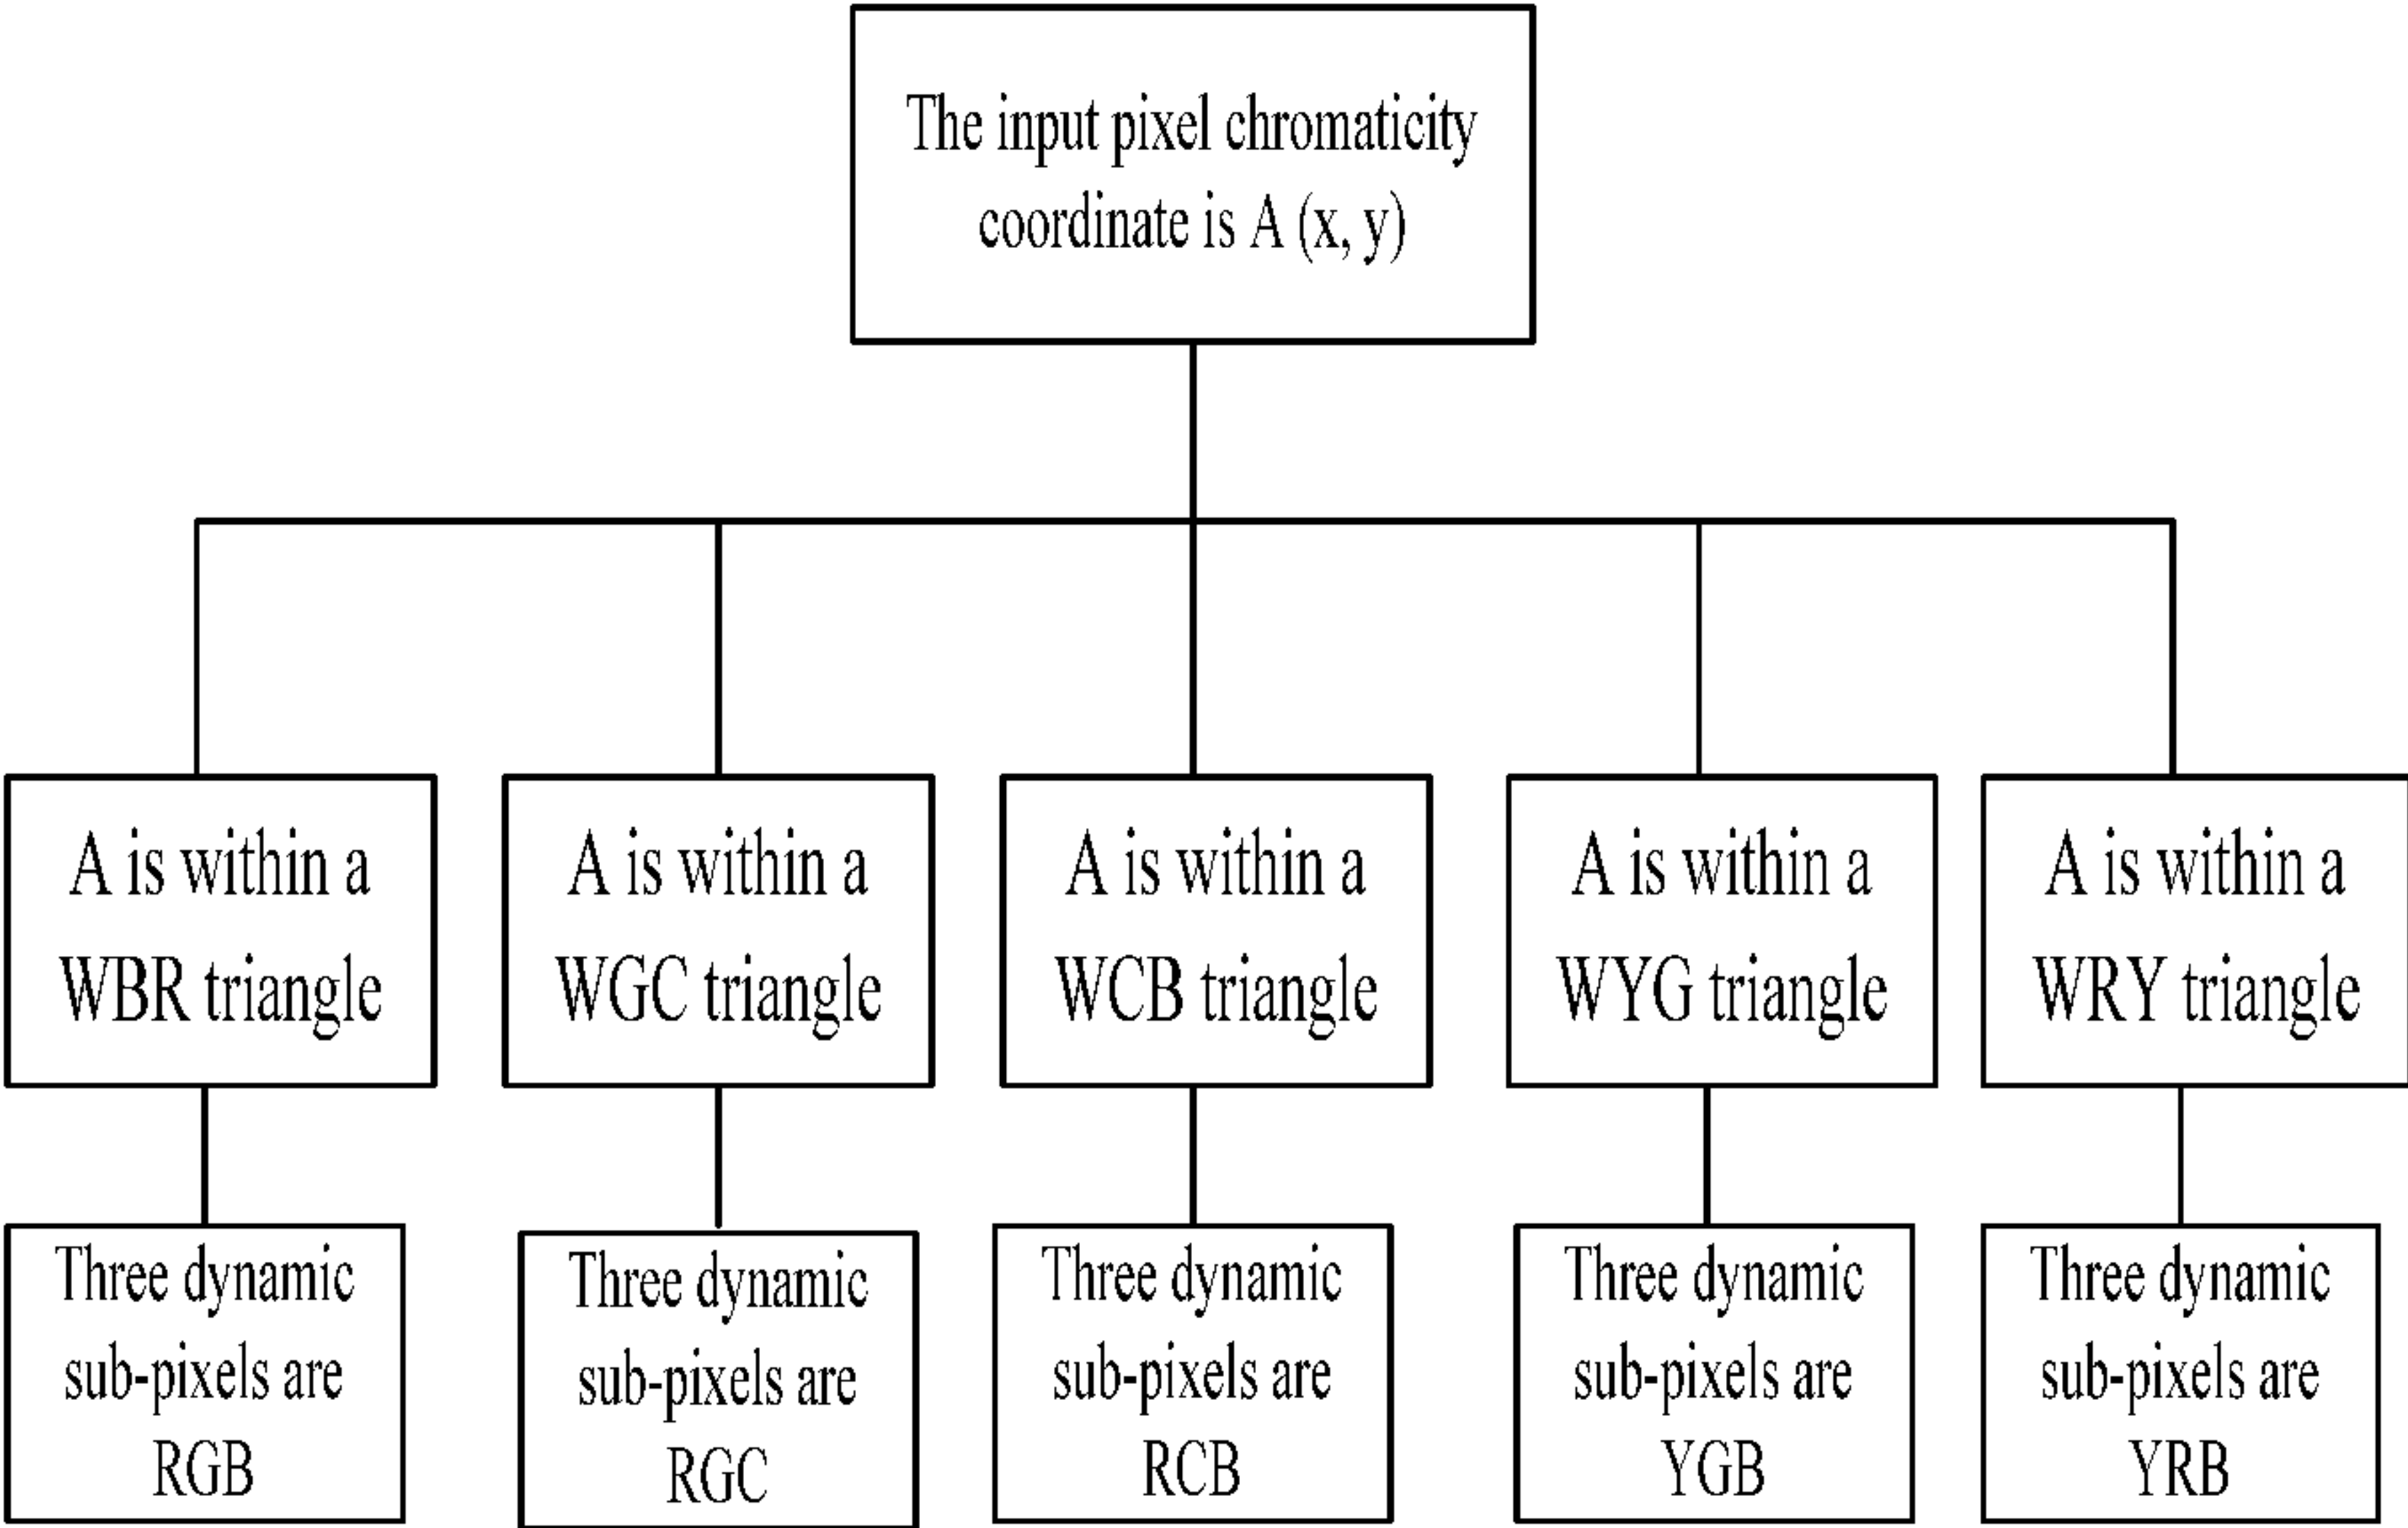 The input pixel chromaticity
coordinate is A (x, y)
A is within a
WBR triangle
A is within a
WGC triangle
A is within a
WCB triangle
A is within a
WYG triangle
A is within a
WRY triangle
Three dynamic
sub-pixels are
RGB
Three dynamic
sub-pixels are
RGC
Three dynamic
sub-pixels are
RCB
Three dynamic
sub-pixels are
YGB
Three dynamic
sub-pixels are
YRB